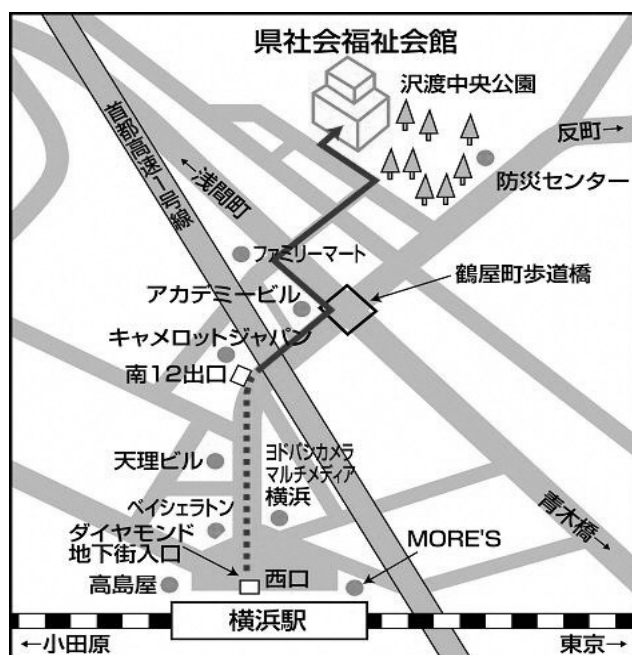 県社会福祉会館
沢渡中央公園
反町→
首都高速1号線
←浅間町
防災センター
ファミリーマート
鶴屋町歩道橋
アカデミービル
キャメロットジャパン
南12出口
天理ビル
ヨドバシカメラ
マルチメディア
横浜
ベイシェラトン
ダイヤモンド
地下街入口
青木橋→
MORE'S
高島屋
西口
横浜駅
←小田原
東京→